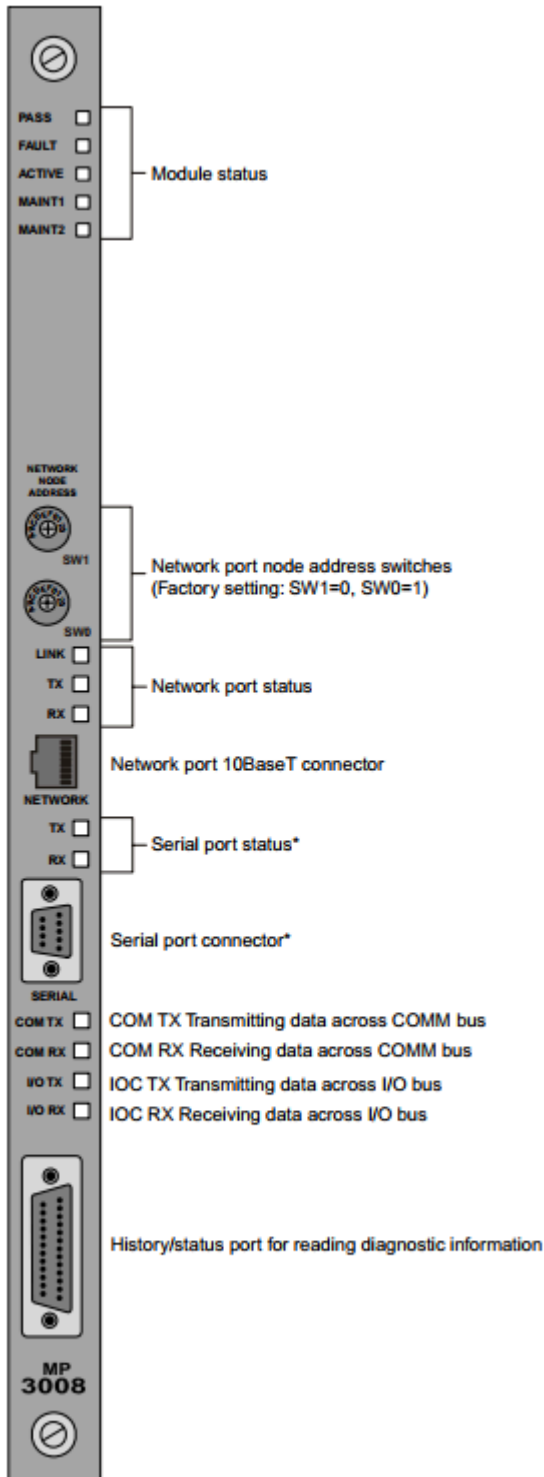 PASS
FAULT
ACTIVE
MAINT1
MAINT2
Module status
NETWORK
NODE
ADDRESS
SW1
SW0
Network port node address switches
(Factory setting: SW1=0, SW0=1)
LINK
TX
RX
Network port status
Network port 10BaseT connector
NETWORK
TX
RX
Serial port status*
Serial port connector*
SERIAL
COM TX COM TX Transmitting data across COMM bus
COM RX COM RX Receiving data across COMM bus
I/O TX IOC TX Transmitting data across I/O bus
I/O RX IOC RX Receiving data across I/O bus
History/status port for reading diagnostic information
MP
3008